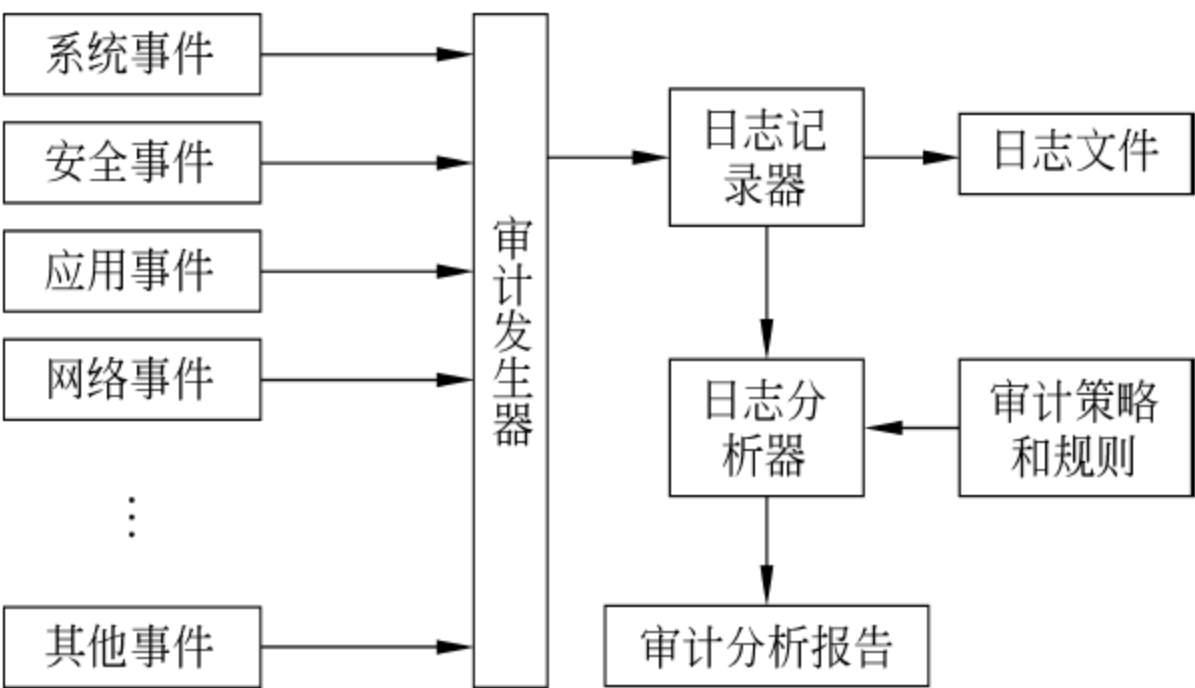 系统事件
安全事件
应用事件
网络事件
⋮
其他事件
审计发生器
日志记
录器
日志文件
日志分
析器
审计策略
和规则
审计分析报告